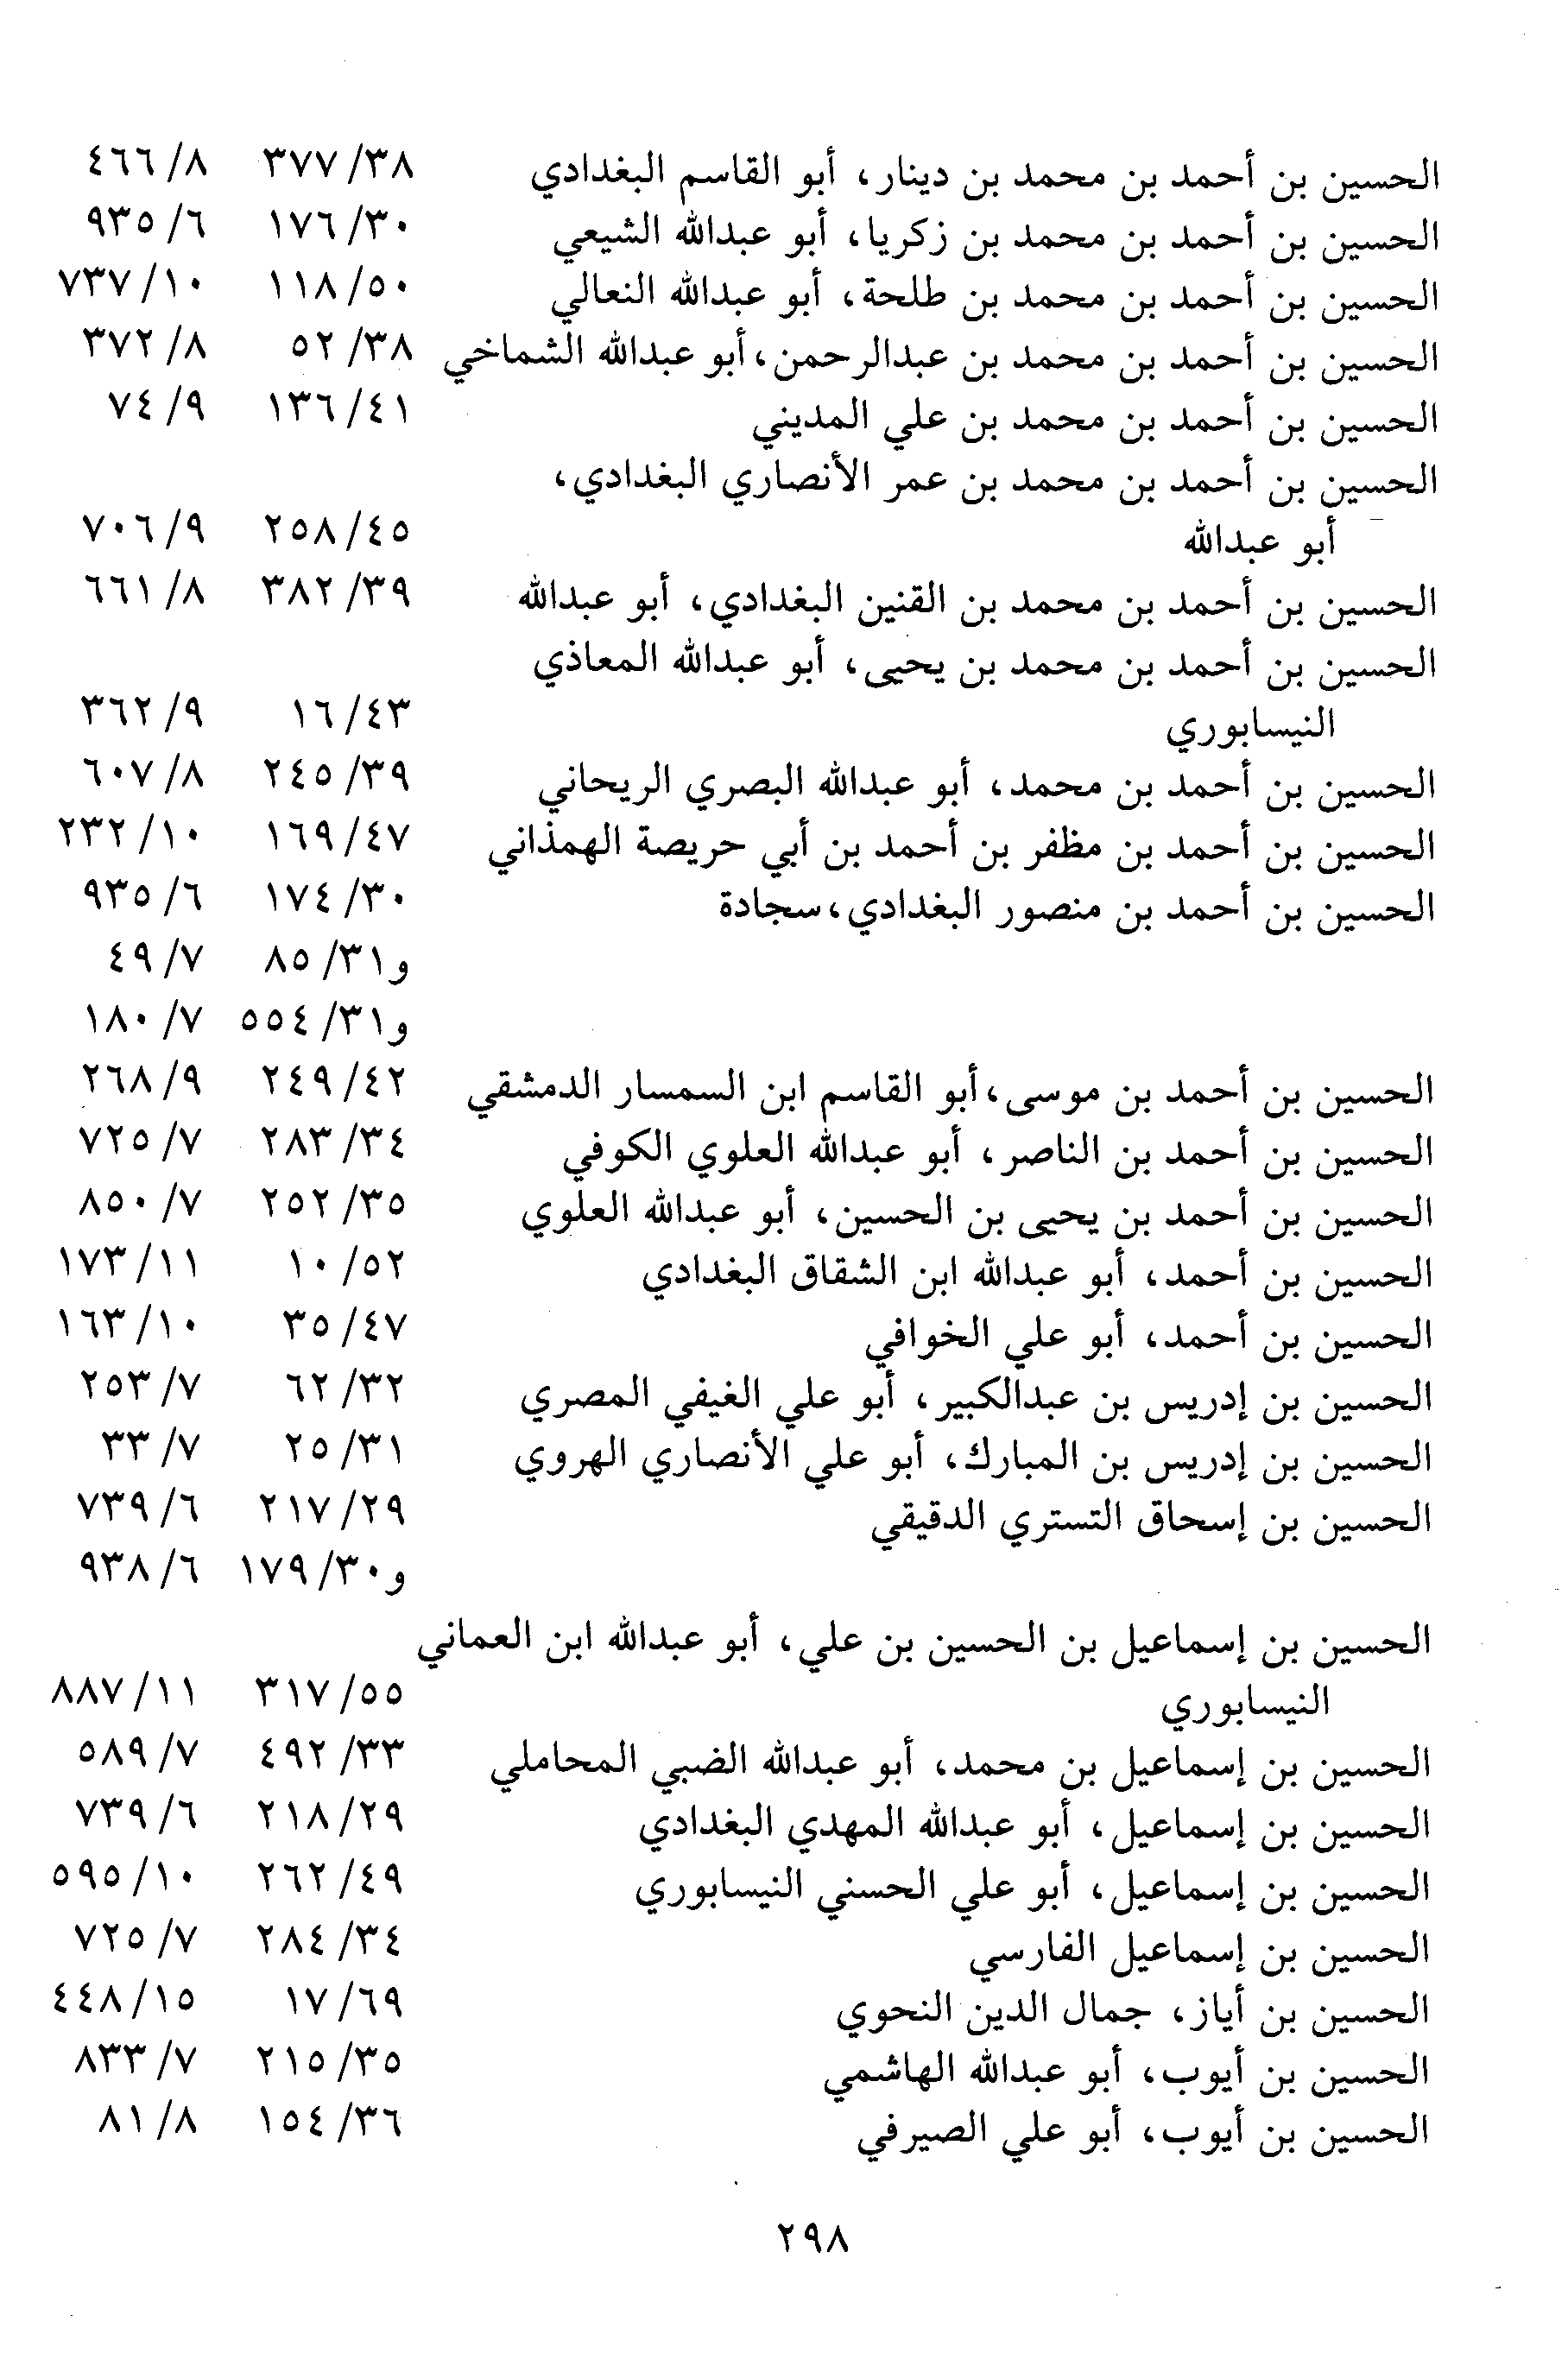 الحسين بن أحمد بن محمد بن دينار، أبو القاسم البغدادي ٣٨/ ٣٧٧ ٨/ ٤٦٦
الحسين بن أحمد بن محمد بن زكريا، أبو عبدالله الشيعي ٣٠/ ١٧٦ ٦/ ٩٣٥
الحسين بن أحمد بن محمد بن طلحة، أبو عبدالله النعالي ٥٠/ ١١٨ ١٠/ ٧٣٧
الحسين بن أحمد بن محمد بن عبدالرحمن، أبو عبدالله الشماخي ٣٨/ ٥٢ ٨/ ٣٧٢
الحسين بن أحمد بن محمد بن علي المديني ٤١/ ١٣٦ ٩/ ٧٤
الحسين بن أحمد بن محمد بن عمر الأنصاري البغدادي،
أبو عبدالله ٤٥/ ٢٥٨ ٩/ ٧٠٦
الحسين بن أحمد بن محمد بن القنين البغدادي، أبو عبدالله ٣٩/ ٣٨٢ ٨/ ٦٦١
الحسين بن أحمد بن محمد بن يحيى، أبو عبدالله المعاذي
النيسابوري ٤٣/ ١٦ ٩/ ٣٦٢
الحسين بن أحمد بن محمد، أبو عبدالله البصري الريحاني ٣٩/ ٢٤٥ ٨/ ٦٠٧
الحسين بن أحمد بن مظفر بن أحمد بن أبي حريصة الهمذاني ٤٧/ ١٦٩ ١٠/ ٢٣٢
الحسين بن أحمد بن منصور البغدادي، سجادة ٣٠/ ١٧٤ ٦/ ٩٣٥
و٣١/ ٨٥ ٧/ ٤٩
و٣١/ ٥٥٤ ٧/ ١٨٠
الحسين بن أحمد بن موسى، أبو القاسم ابن السمسار الدمشقي ٤٢/ ٢٤٩ ٩/ ٢٦٨
الحسين بن أحمد بن الناصر، أبو عبدالله العلوي الكوفي ٣٤/ ٢٨٣ ٧/ ٧٢٥
الحسين بن أحمد بن يحيى بن الحسين، أبو عبدالله العلوي ٣٥/ ٢٥٢ ٧/ ٨٥٠
الحسين بن أحمد، أبو عبدالله ابن الشقاق البغدادي ٥٢/ ١٠ ١١/ ١٧٣
الحسين بن أحمد، أبو علي الخوافي ٤٧/ ٣٥ ١٠/ ١٦٣
الحسين بن إدريس بن عبدالكبير، أبو علي الغيفي المصري ٣٢/ ٦٢ ٧/ ٢٥٣
الحسين بن إدريس بن المبارك، أبو علي الأنصاري الهروي ٣١/ ٢٥ ٧/ ٣٣
الحسين بن إسحاق التستري الدقيقي ٢٩/ ٢١٧ ٦/ ٧٣٩
و٣٠/ ١٧٩ ٦/ ٩٣٨
الحسين بن إسماعيل بن الحسين بن علي، أبو عبدالله ابن العماني
النيسابوري ٥٥/ ٣١٧ ١١/ ٨٨٧
الحسين بن إسماعيل بن محمد، أبو عبدالله الضبي المحاملي ٣٣/ ٤٩٢ ٧/ ٥٨٩
الحسين بن إسماعيل، أبو عبدالله المهدي البغدادي ٢٩/ ٢١٨ ٦/ ٧٣٩
الحسين بن إسماعيل، أبو علي الحسني النيسابوري ٤٩/ ٢٦٢ ١٠/ ٥٩٥
الحسين بن إسماعيل الفارسي ٣٤/ ٢٨٤ ٧/ ٧٢٥
الحسين بن أياز، جمال الدين النحوي ٦٩/ ١٧ ١٥/ ٤٤٨
الحسين بن أيوب، أبو عبدالله الهاشمي ٣٥/ ٢١٥ ٧/ ٨٣٣
الحسين بن أيوب، أبو علي الصيرفي ٣٦/ ١٥٤ ٨/ ٨١
٢٩٨